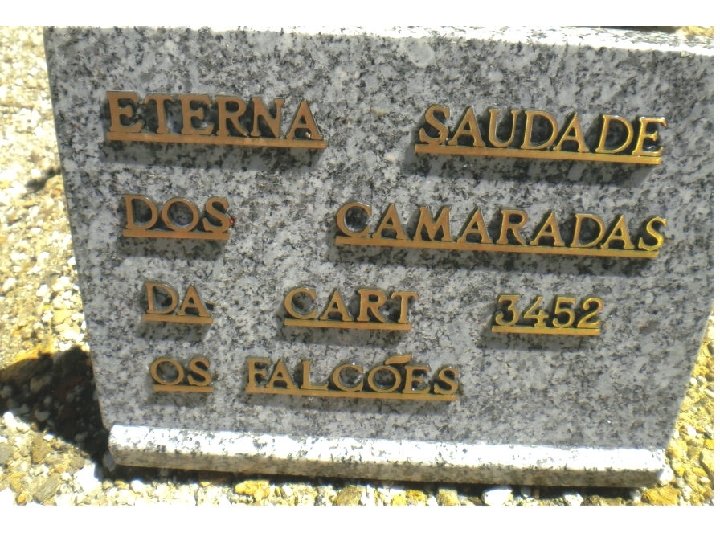 ETERNA SAUDADE
DOS CAMARADAS
DA CART 3452
OS FALCÕES